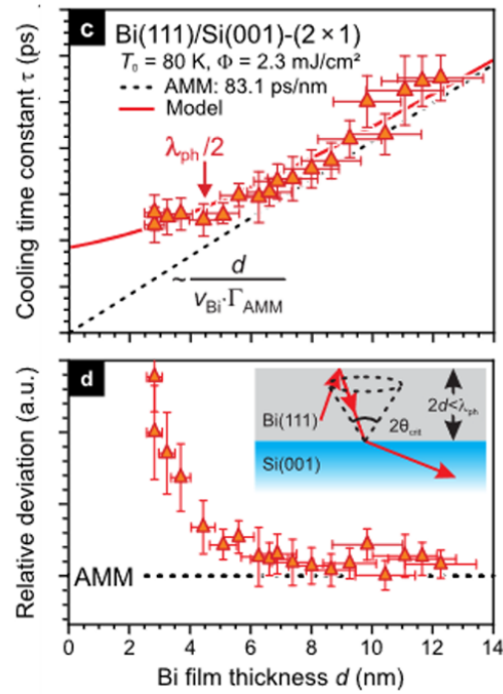 c
Bi(111)/Si(001)-(2 × 1)
T₀ = 80 K, Φ = 2.3 mJ/cm²
AMM: 83.1 ps/nm
Model
λph/2
~ d
vBi·ΓAMM
Cooling time constant τ (ps)
d
Bi(111)
2θcrit
2d<λph
Si(001)
AMM
Relative deviation (a.u.)
0 2 4 6 8 10 12 14
Bi film thickness d (nm)